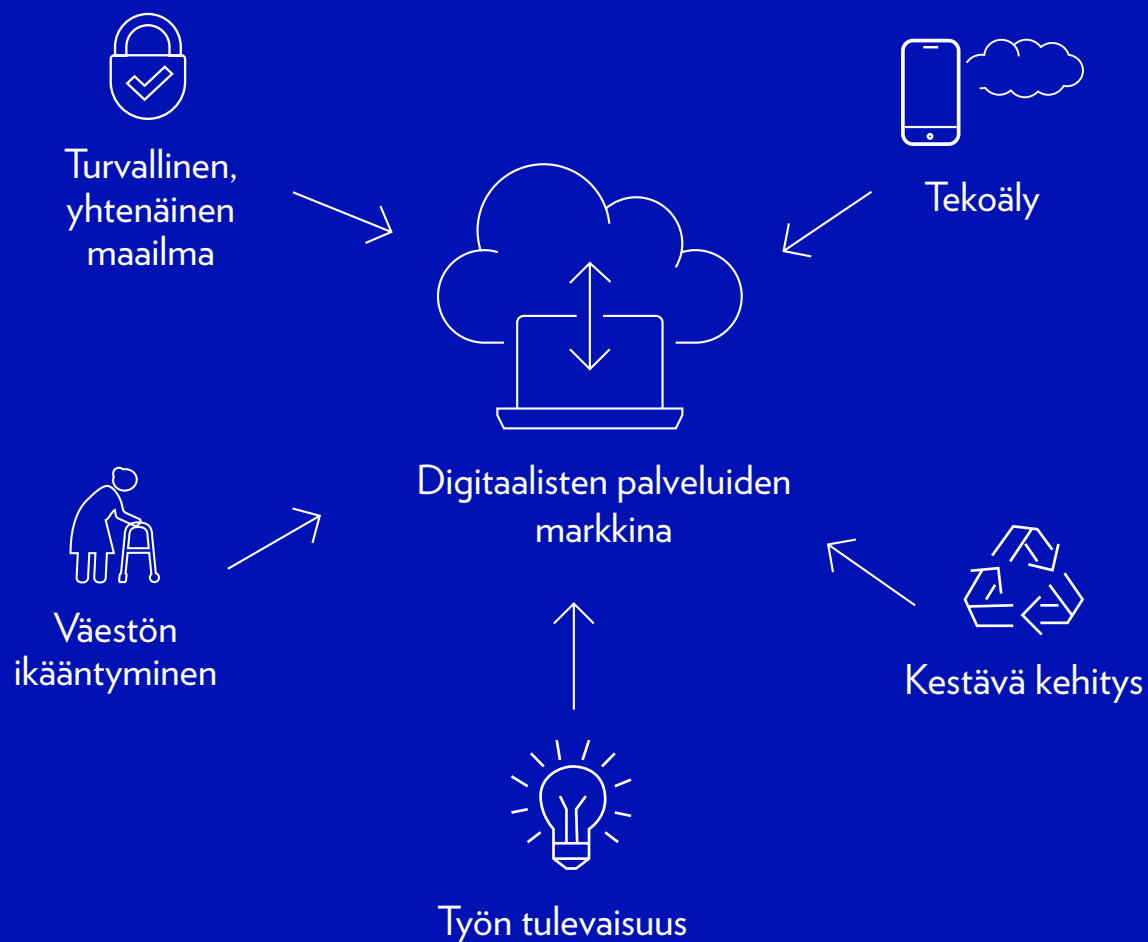 Turvallinen,
yhtenäinen
maailma
Tekoäly
Digitaalisten palveluiden
markkina
Väestön
ikääntyminen
Kestävä kehitys
Työn tulevaisuus